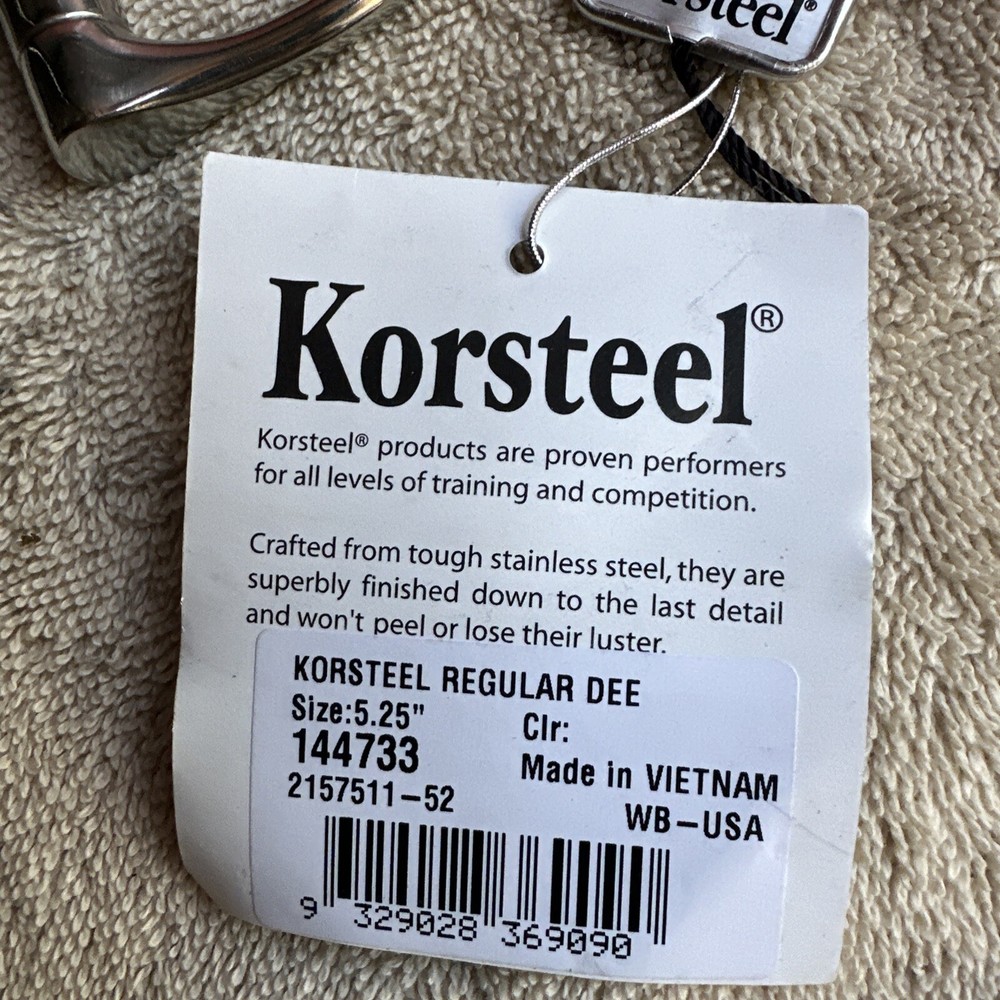 Korsteel®
Korsteel® products are proven performers
for all levels of training and competition.
Crafted from tough stainless steel, they are
superbly finished down to the last detail
and won't peel or lose their luster.
KORSTEEL REGULAR DEE
Size:5.25" Clr:
144733 Made in VIETNAM
2157511-52 WB-USA
9 329028 369090